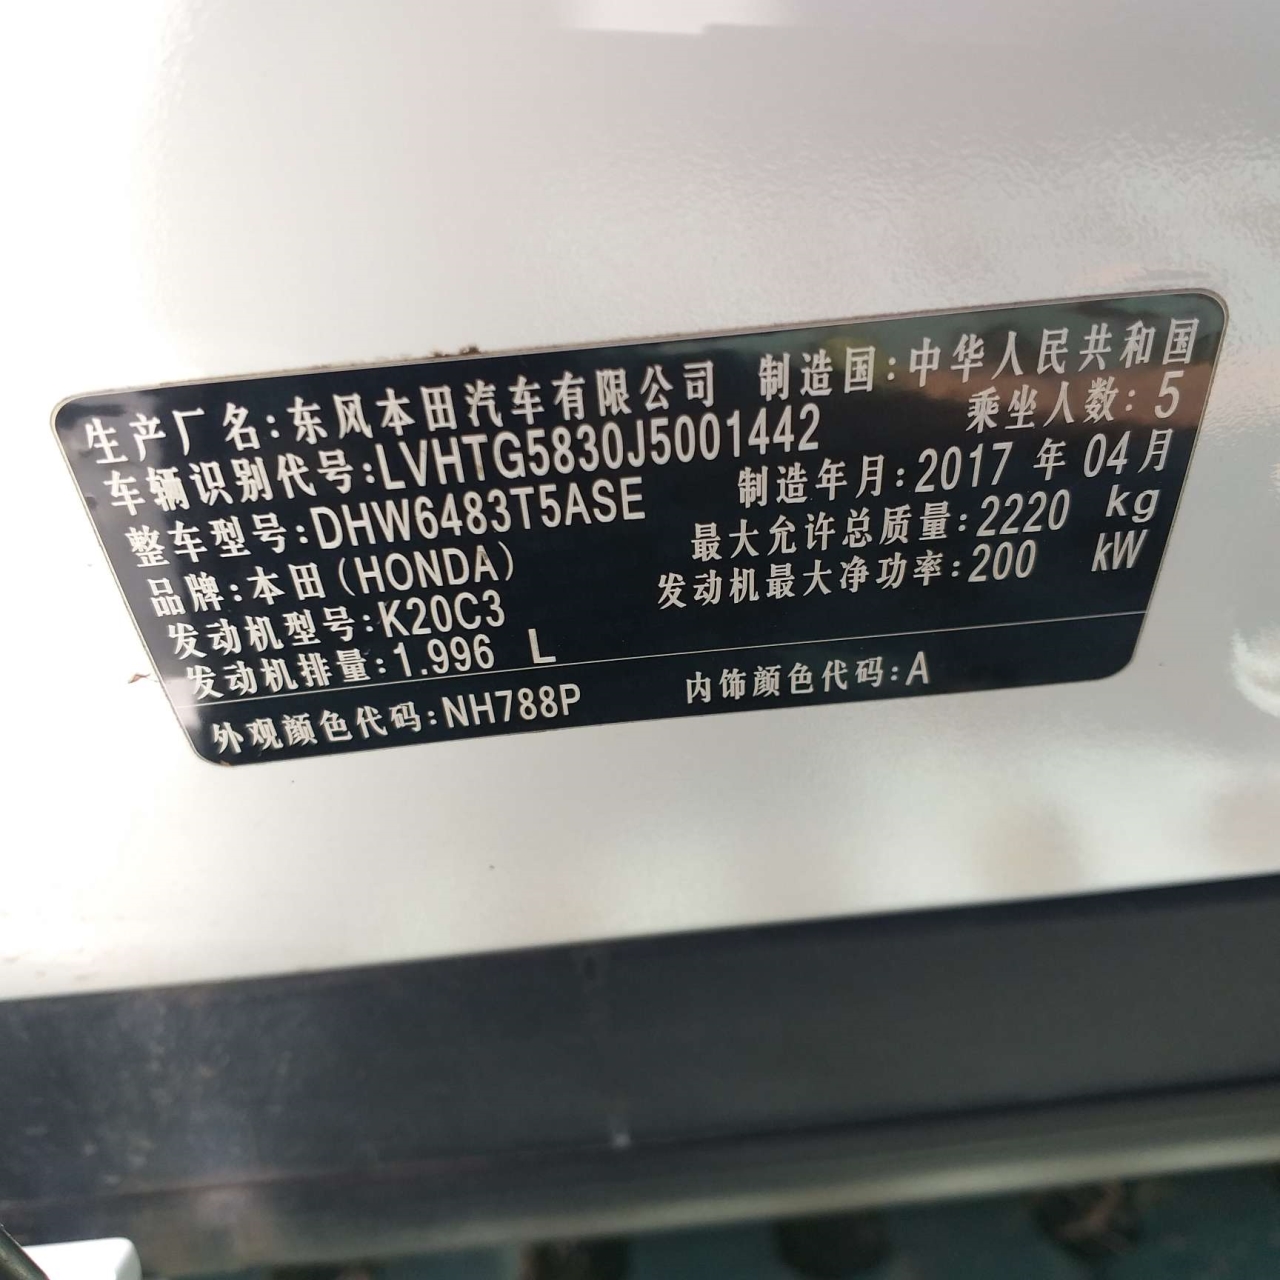 生产厂名:东风本田汽车有限公司 制造国:中华人民共和国
车辆识别代号:LVHTG5830J5001442 乘坐人数:5
整车型号:DHW6483T5ASE 制造年月:2017 年 04月
品牌:本田(HONDA) 最大允许总质量:2220 kg
发动机型号:K20C3 发动机最大净功率:200 kW
发动机排量:1.996 L
外观颜色代码:NH788P 内饰颜色代码:A